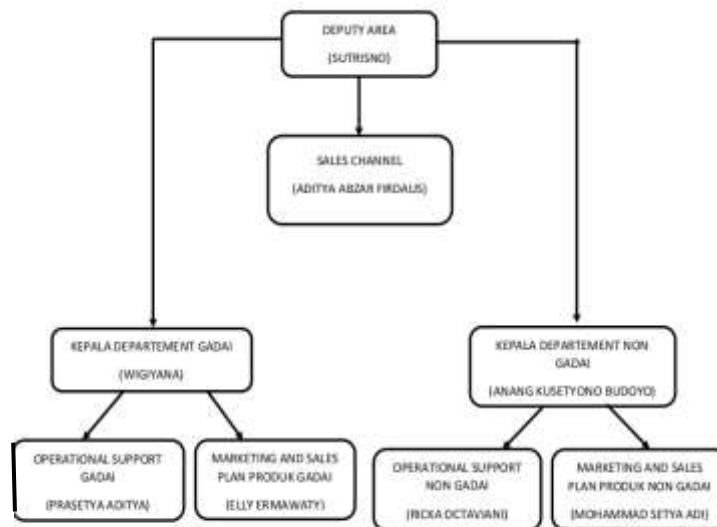 DEPUTY AREA
(SUTRISNO)
SALES CHANNEL
(ADITYA ABZAR FIRDAUS)
KEPALA DEPARTEMENT GADAI
(WIGIYANA)
KEPALA DEPARTEMENT NON
GADAI
(ANANG KUSETYONO BUDOYO)
OPERATIONAL SUPPORT
GADAI
(PRASETYA ADITYA)
MARKETING AND SALES
PLAN PRODUK GADAI
(ELLY ERMAWATY)
OPERATIONAL SUPPORT
NON GADAI
(RICKA OCTAVIANI)
MARKETING AND SALES
PLAN PRODUK NON GADAI
(MOHAMMAD SETYA ADI)